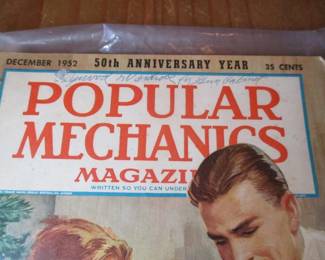 DECEMBER 1952 50th ANNIVERSARY YEAR 35 CENTS
POPULAR
MECHANICS
MAGAZI
WRITTEN SO YOU CAN UNDER